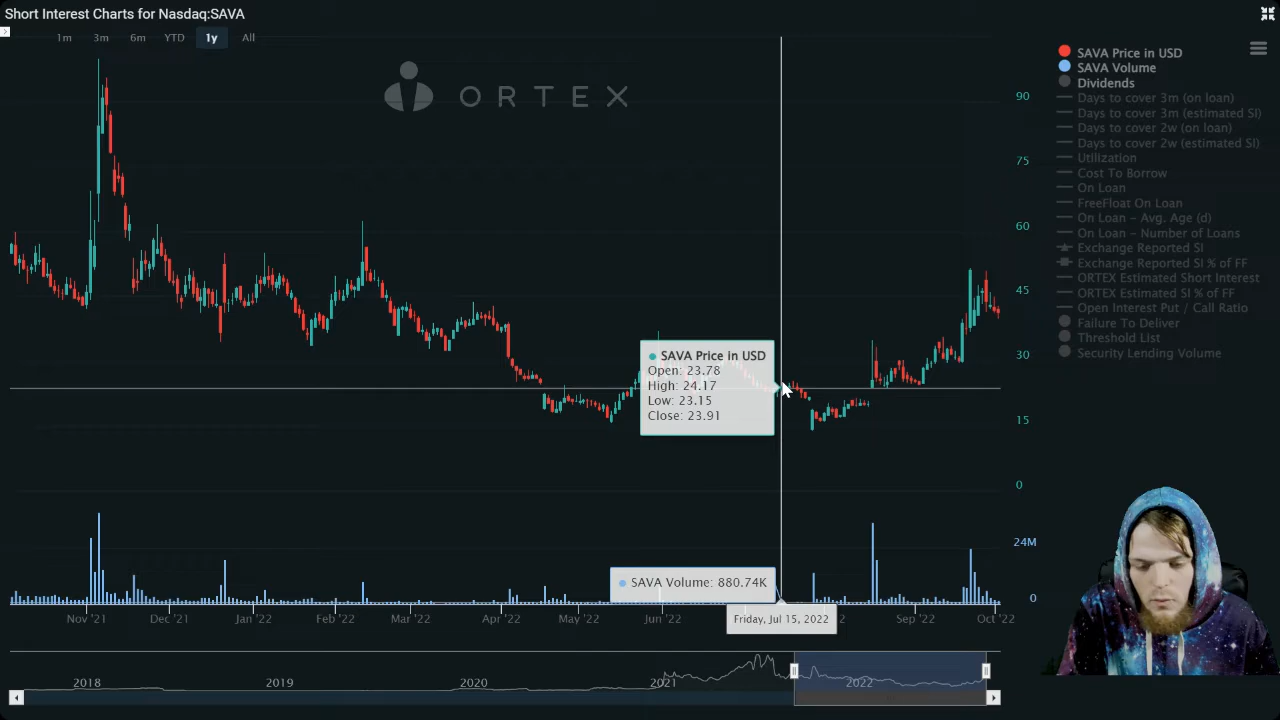 Short Interest Charts for Nasdaq:SAVA
1m 3m 6m YTD 1y All
ORTEX
SAVA Price in USD
SAVA Volume
Dividends
Days to cover 3m (on loan)
Days to cover 3m (estimated SI)
Days to cover 2w (on loan)
Days to cover 2w (estimated SI)
Utilization
Cost To Borrow
On Loan
FreeFloat On Loan
On Loan - Avg. Age (d)
On Loan - Number of Loans
Exchange Reported SI
Exchange Reported SI % of FF
ORTEX Estimated Short Interest
ORTEX Estimated SI % of FF
Open Interest Put / Call Ratio
Failure To Deliver
Threshold List
Security Lending Volume
90
75
60
45
30
15
0
24M
0
SAVA Price in USD
Open: 23.78
High: 24.17
Low: 23.15
Close: 23.91
SAVA Volume: 880.74K
Nov '21 Dec '21 Jan '22 Feb '22 Mar '22 Apr '22 May '22 Jun '22 Friday, Jul 15, 2022 Sep '22 Oct '22
2018 2019 2020 2021 2022